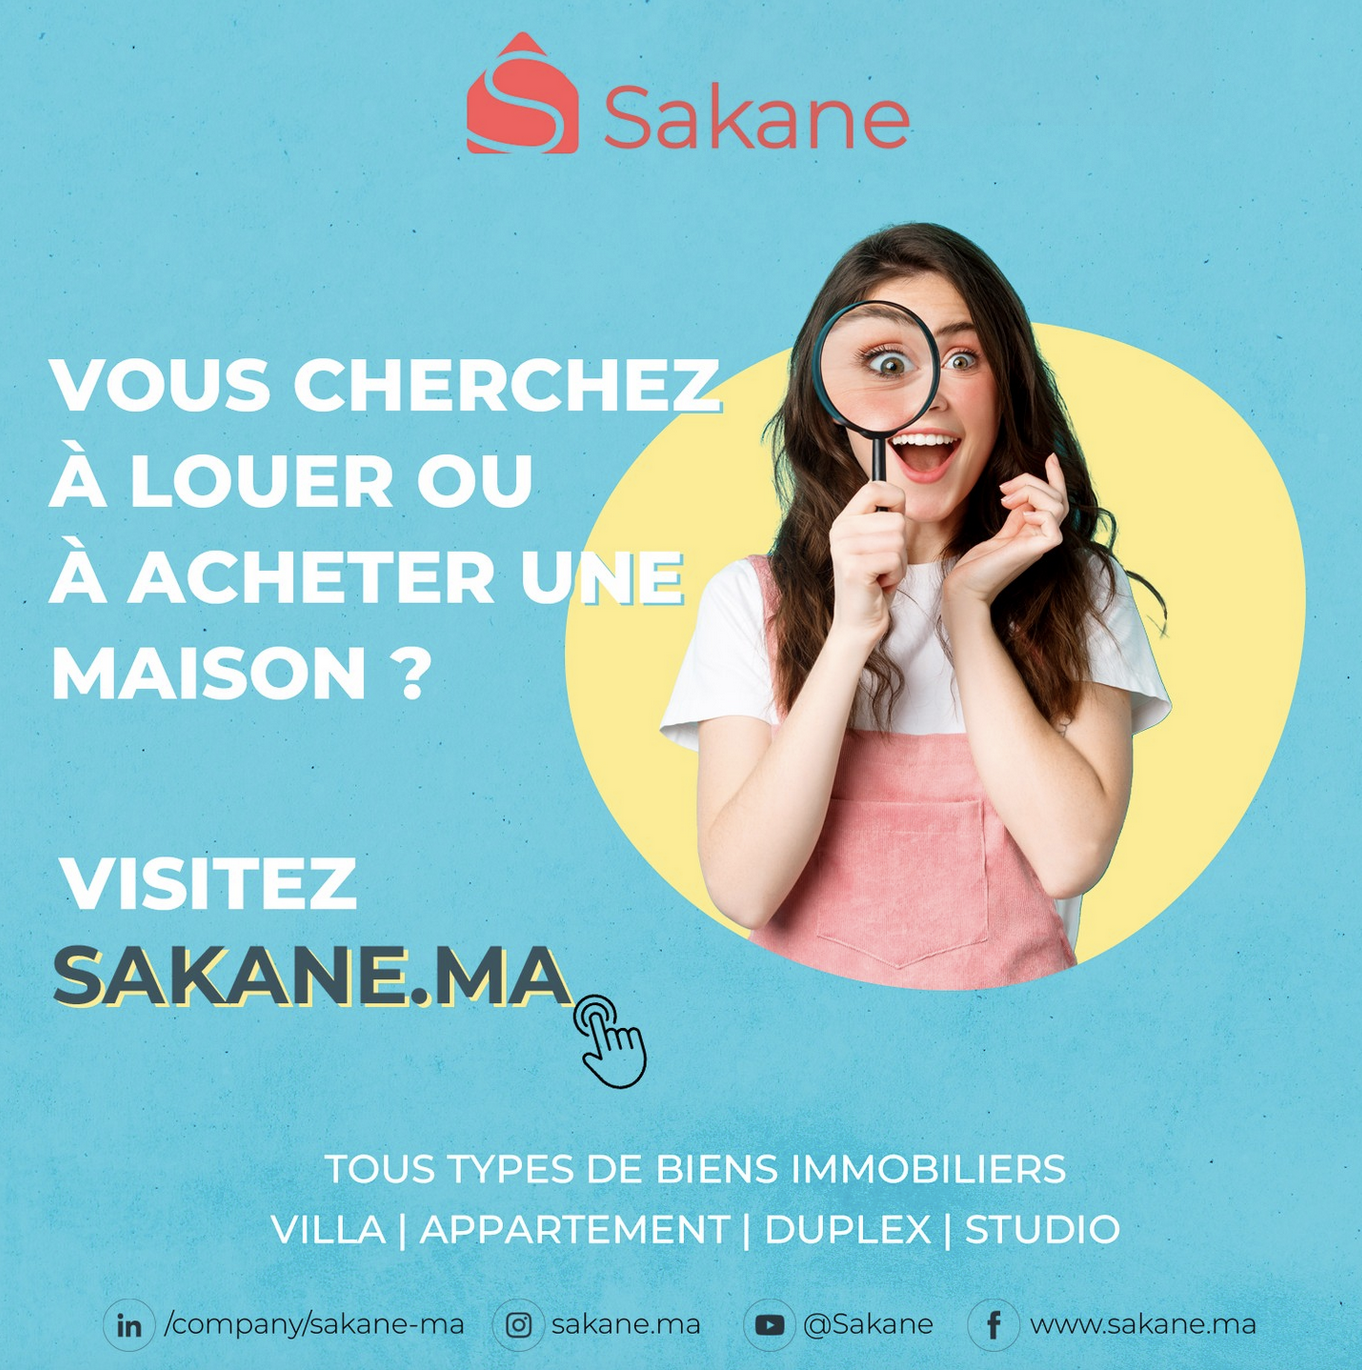 Sakane
VOUS CHERCHEZ
À LOUER OU
À ACHETER UNE
MAISON ?
VISITEZ
SAKANE.MA
TOUS TYPES DE BIENS IMMOBILIERS
VILLA | APPARTEMENT | DUPLEX | STUDIO
in /company/sakane-ma sakane.ma @Sakane f www.sakane.ma